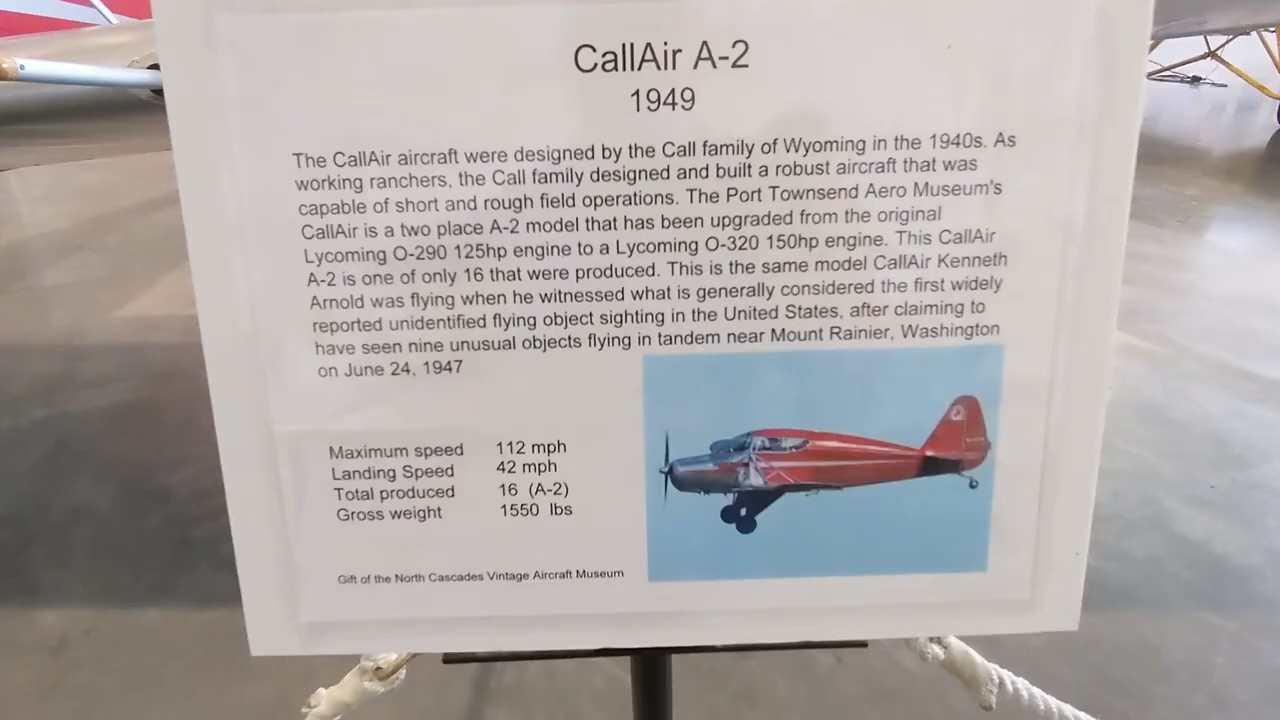 CallAir A-2
1949
The CallAir aircraft were designed by the Call family of Wyoming in the 1940s. As
working ranchers, the Call family designed and built a robust aircraft that was
capable of short and rough field operations. The Port Townsend Aero Museum's
CallAir is a two place A-2 model that has been upgraded from the original
Lycoming O-290 125hp engine to a Lycoming O-320 150hp engine. This CallAir
A-2 is one of only 16 that were produced. This is the same model CallAir Kenneth
Arnold was flying when he witnessed what is generally considered the first widely
reported unidentified flying object sighting in the United States, after claiming to
have seen nine unusual objects flying in tandem near Mount Rainier, Washington
on June 24, 1947
Maximum speed 112 mph
Landing Speed 42 mph
Total produced 16 (A-2)
Gross weight 1550 lbs
Gift of the North Cascades Vintage Aircraft Museum